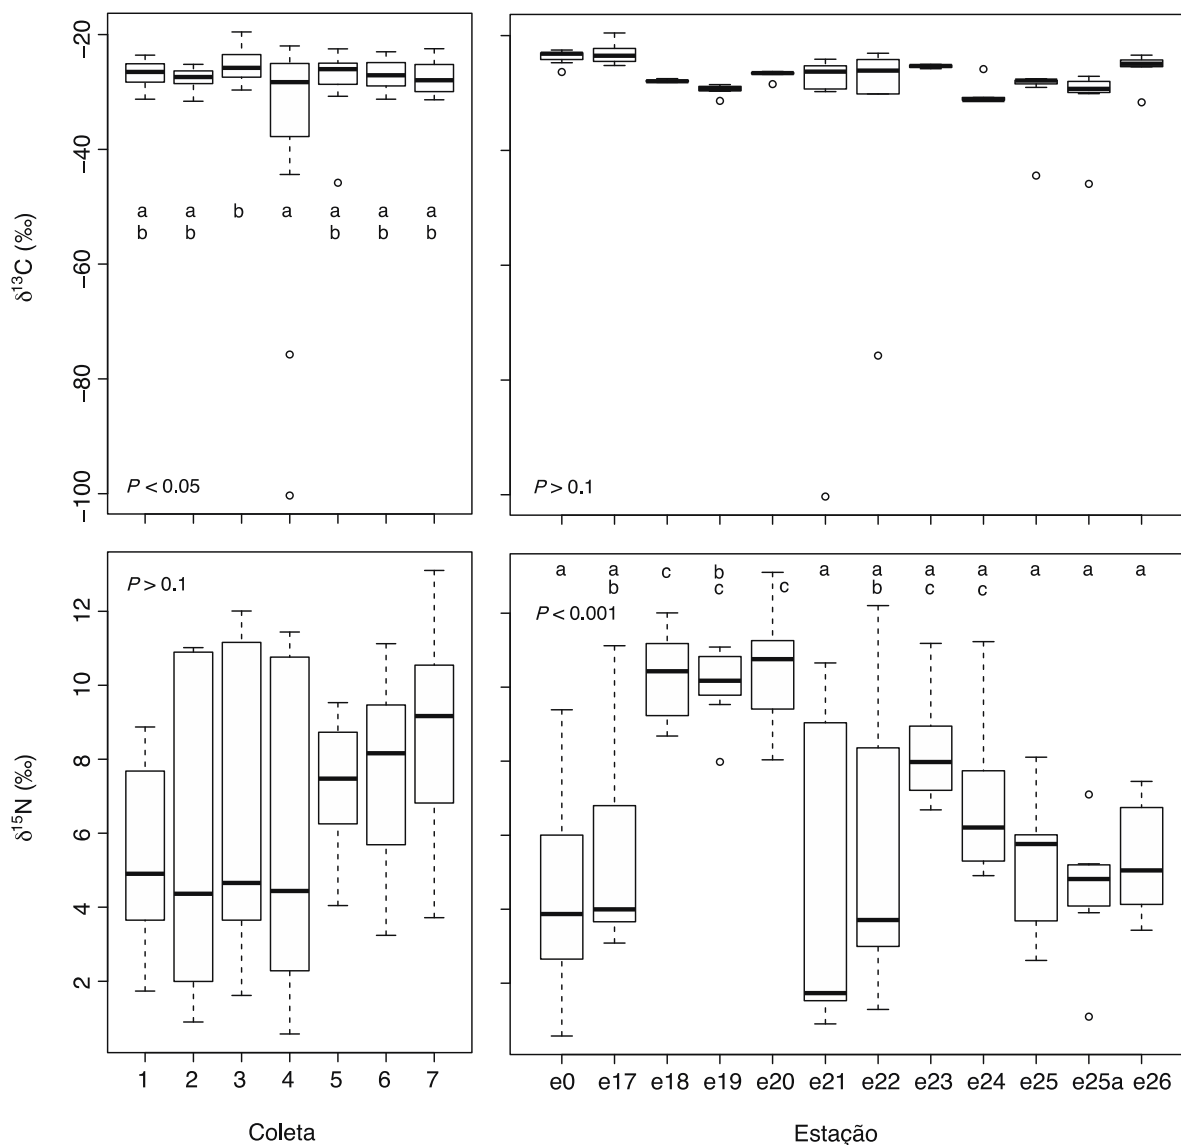 δ13C (‰)
−20
−40
−60
−80
−100
a a b a a a a
b b b b b
P < 0.05
P > 0.1
δ15N (‰)
12
10
8
6
4
2
P > 0.1
a a c b a a a a a a a
b c c b c c
P < 0.001
1 2 3 4 5 6 7
Coleta
e0 e17 e18 e19 e20 e21 e22 e23 e24 e25 e25a e26
Estação